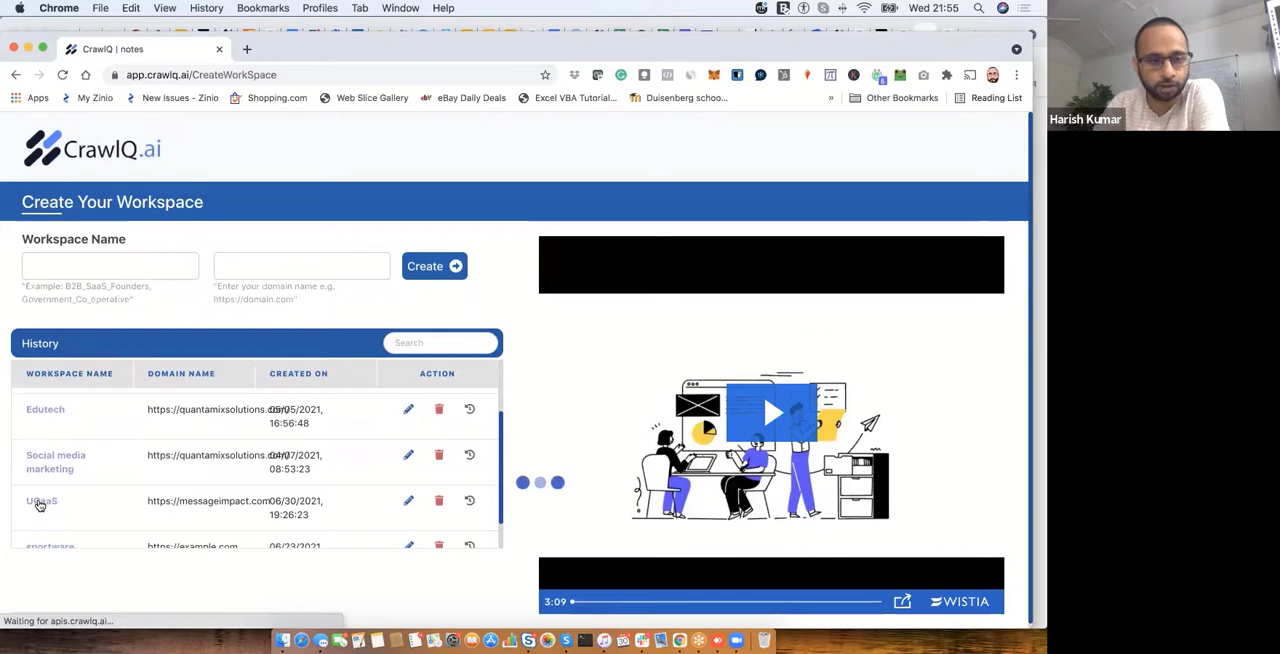 Chrome File Edit View History Bookmarks Profiles Tab Window Help Wed 21:55
CrawlQ | notes
app.crawlq.ai/CreateWorkSpace
Apps My Zinio New Issues - Zinio Shopping.com Web Slice Gallery eBay Daily Deals Excel VBA Tutorial... Duisenberg schoo... » Other Bookmarks Reading List
Harish Kumar
CrawlQ.ai
Create Your Workspace
Workspace Name
Create
"Example: B2B_SaaS_Founders,
Government_Co_operative"
"Enter your domain name e.g.
https://domain.com"
History Search
WORKSPACE NAME DOMAIN NAME CREATED ON ACTION
Edutech https://quantamixsolutions.com/ 05/05/2021,
16:56:48
Social media
marketing
https://quantamixsolutions.com/ 04/07/2021,
08:53:23
https://messageimpact.com 06/30/2021,
19:26:23
sportware https://example.com 06/23/2021,
3:09 WISTIA
Waiting for apis.crawlq.ai...